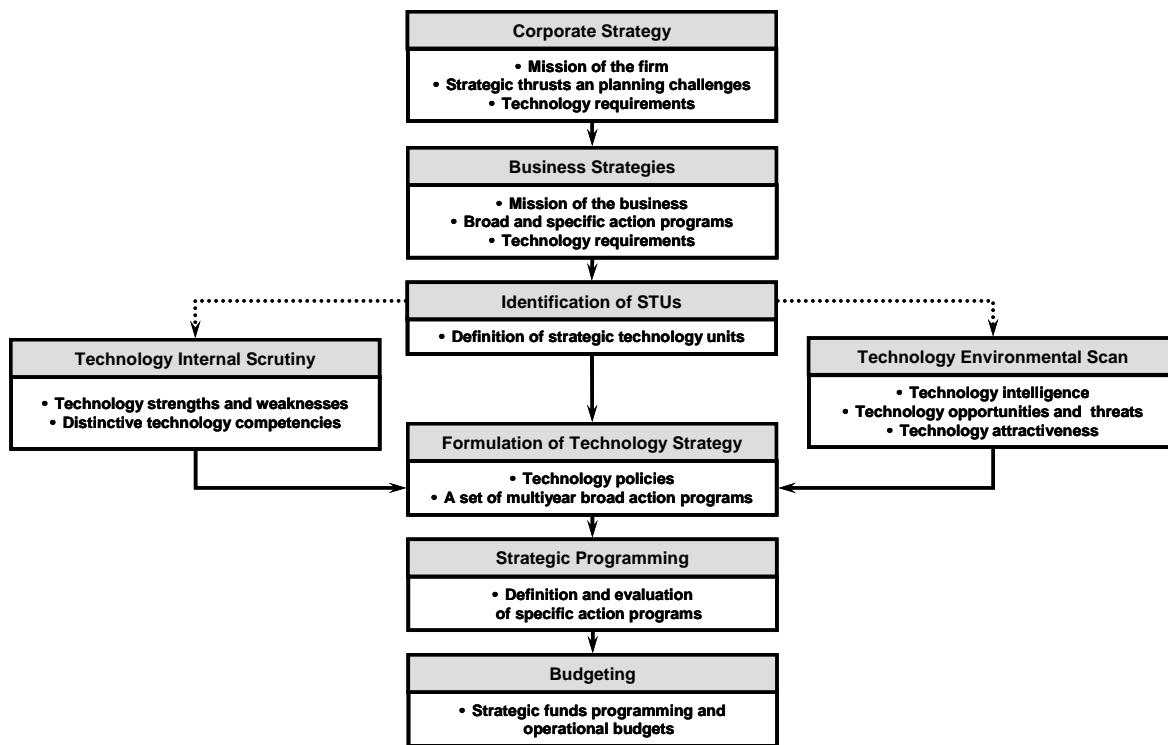 Corporate Strategy
• Mission of the firm
• Strategic thrusts an planning challenges
• Technology requirements
Business Strategies
• Mission of the business
• Broad and specific action programs
• Technology requirements
Identification of STUs
• Definition of strategic technology units
Technology Internal Scrutiny
• Technology strengths and weaknesses
• Distinctive technology competencies
Technology Environmental Scan
• Technology intelligence
• Technology opportunities and threats
• Technology attractiveness
Formulation of Technology Strategy
• Technology policies
• A set of multiyear broad action programs
Strategic Programming
• Definition and evaluation
of specific action programs
Budgeting
• Strategic funds programming and
operational budgets